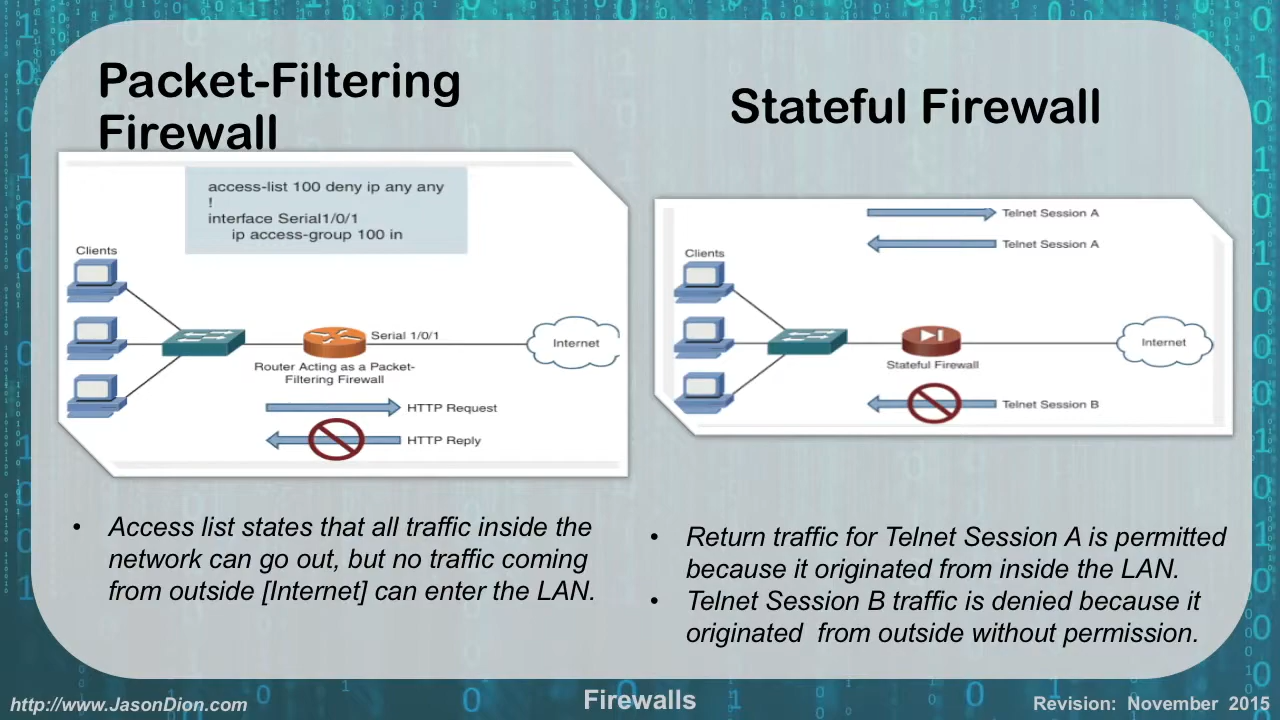 Packet-Filtering
Firewall
access-list 100 deny ip any any
!
interface Serial1/0/1
ip access-group 100 in
Clients
Serial 1/0/1
Internet
Router Acting as a Packet-
Filtering Firewall
HTTP Request
HTTP Reply
• Access list states that all traffic inside the
network can go out, but no traffic coming
from outside [Internet] can enter the LAN.
Stateful Firewall
Telnet Session A
Telnet Session A
Clients
Internet
Stateful Firewall
Telnet Session B
• Return traffic for Telnet Session A is permitted
because it originated from inside the LAN.
• Telnet Session B traffic is denied because it
originated  from outside without permission.
http://www.JasonDion.com
Firewalls
Revision: November 2015